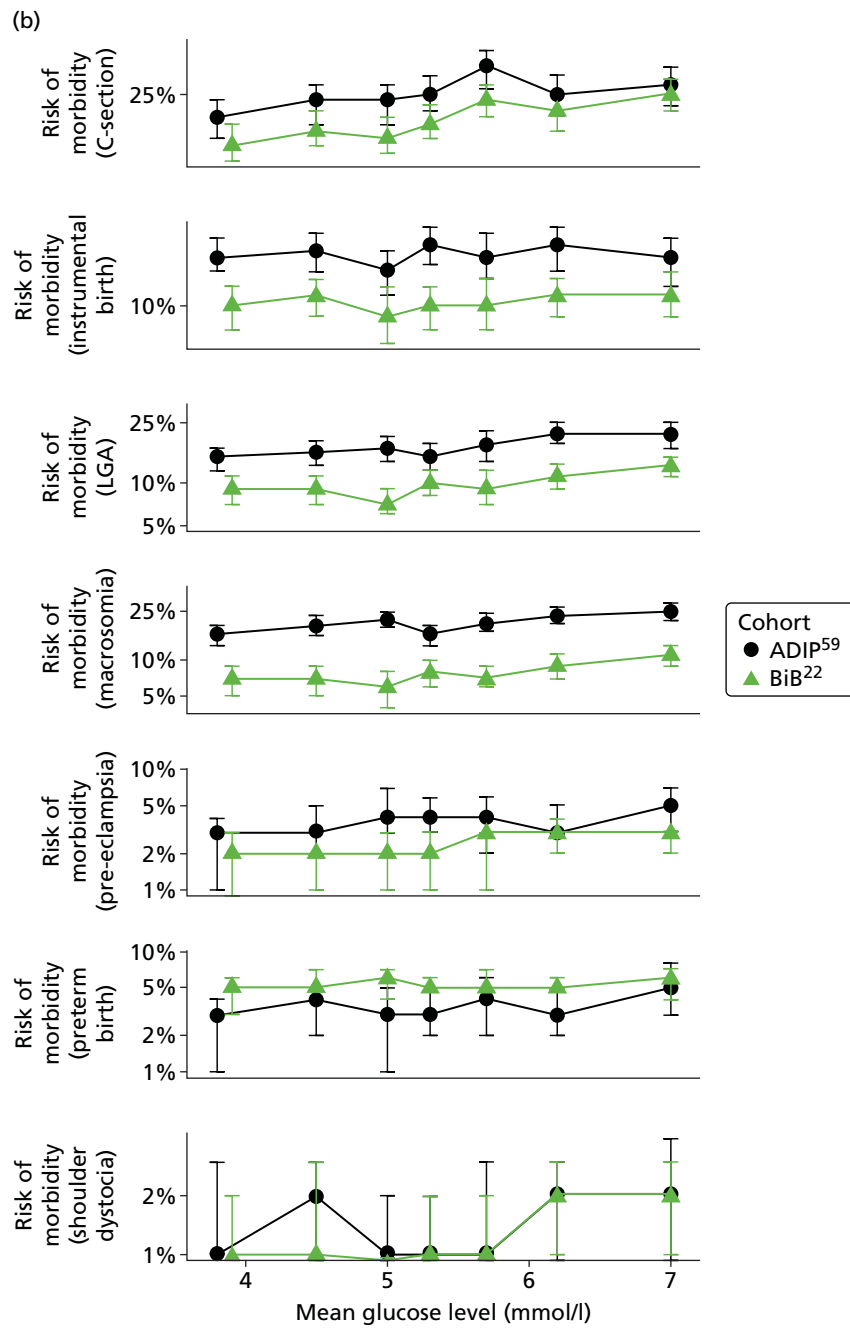 (b)
Risk of
morbidity
(C-section)
25%
Risk of
morbidity
(instrumental
birth)
10%
Risk of
morbidity
(LGA)
25%
10%
5%
Risk of
morbidity
(macrosomia)
25%
10%
5%
Cohort
ADIP59
BiB22
Risk of
morbidity
(pre-eclampsia)
10%
5%
2%
1%
Risk of
morbidity
(preterm
birth)
10%
5%
2%
1%
Risk of
morbidity
(shoulder
dystocia)
2%
1%
4 5 6 7
Mean glucose level (mmol/l)